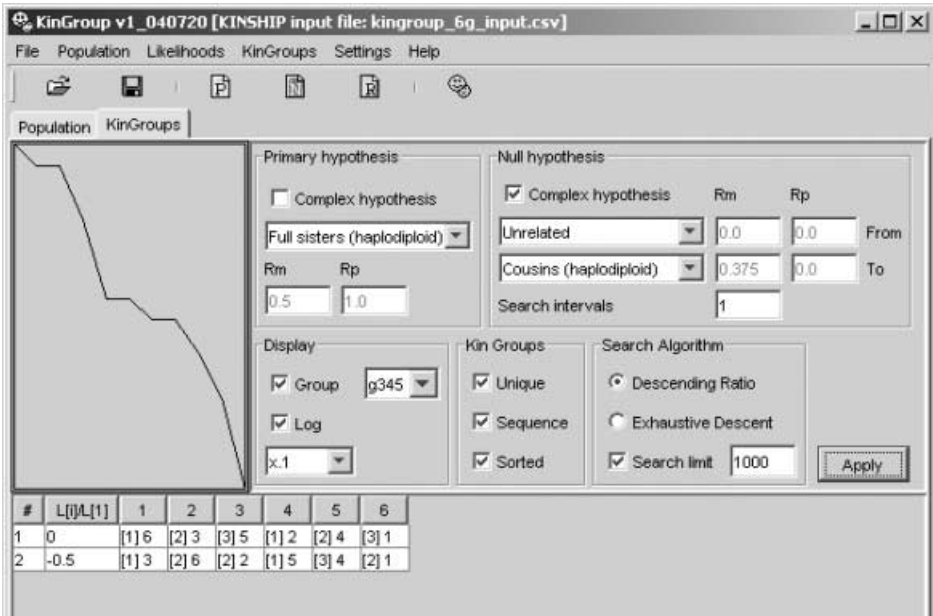 KinGroup v1_040720 [KINSHIP input file: kingroup_6g_input.csv]
File Population Likelihoods KinGroups Settings Help
P N R
Population KinGroups
Primary hypothesis
Complex hypothesis
Full sisters (haplodiploid)
Rm Rp
0.5 1.0
Null hypothesis
Complex hypothesis Rm Rp
Unrelated 0.0 0.0 From
Cousins (haplodiploid) 0.375 0.0 To
Search intervals 1
Display
Group g345
Log
x.1
Kin Groups
Unique
Sequence
Sorted
Search Algorithm
Descending Ratio
Exhaustive Descent
Search limit 1000
Apply
# L[i]/L[1] 1 2 3 4 5 6
1 0 [1] 6 [2] 3 [3] 5 [1] 2 [2] 4 [3] 1
2 -0.5 [1] 3 [2] 6 [2] 2 [1] 5 [3] 4 [2] 1